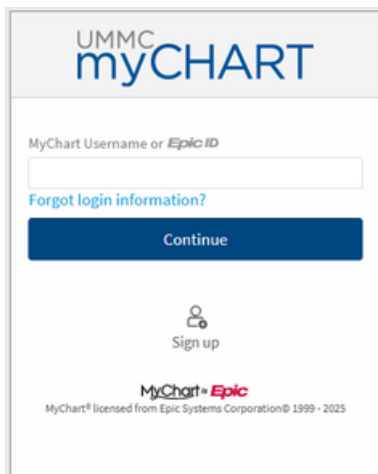 UMMC
myCHART
MyChart Username or Epic ID
Forgot login information?
Continue
Sign up
MyChart Epic
MyChart® licensed from Epic Systems Corporation© 1999 - 2025